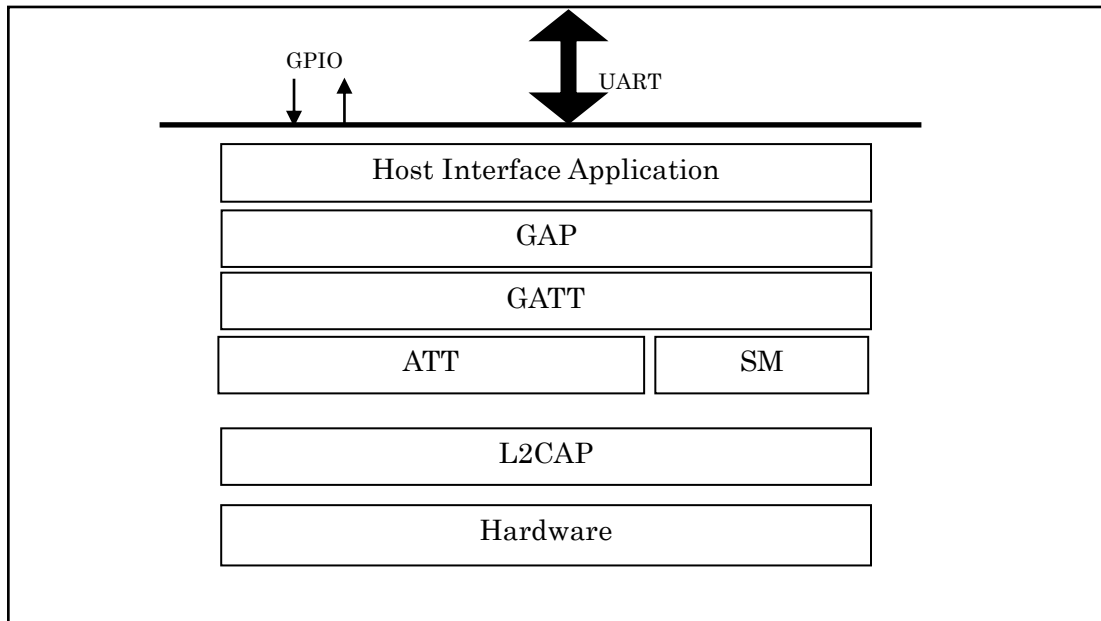 GPIO
UART
Host Interface Application
GAP
GATT
ATT
SM
L2CAP
Hardware